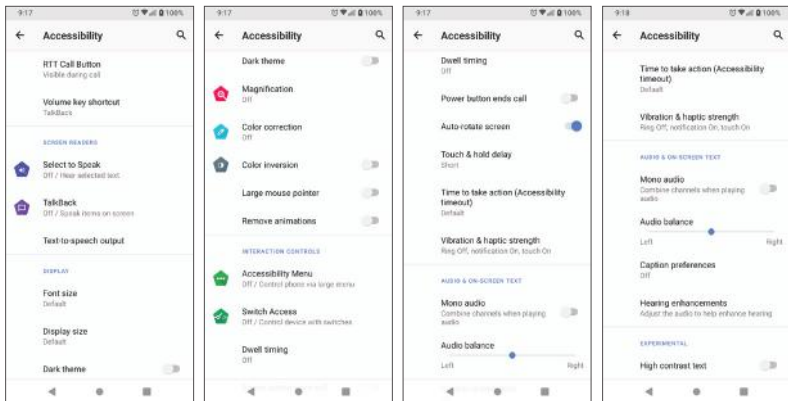 9:17
100%
Accessibility
RTT Call Button
Visible during call
Volume key shortcut
TalkBack
SCREEN READERS
Select to Speak
Off / Hear selected text
TalkBack
Off / Speak items on screen
Text-to-speech output
DISPLAY
Font size
Default
Display size
Default
Dark theme
9:17
100%
Accessibility
Dark theme
Magnification
Off
Color correction
Off
Color inversion
Large mouse pointer
Remove animations
INTERACTION CONTROLS
Accessibility Menu
Off / Control phone via large menu
Switch Access
Off / Control device with switches
Dwell timing
Off
9:17
100%
Accessibility
Dwell timing
Off
Power button ends call
Auto-rotate screen
Touch & hold delay
Short
Time to take action (Accessibility
timeout)
Default
Vibration & haptic strength
Ring Off, notification On, touch On
AUDIO & ON-SCREEN TEXT
Mono audio
Combine channels when playing
audio
Audio balance
Left Right
9:18
100%
Accessibility
Time to take action (Accessibility
timeout)
Default
Vibration & haptic strength
Ring Off, notification On, touch On
AUDIO & ON-SCREEN TEXT
Mono audio
Combine channels when playing
audio
Audio balance
Left Right
Caption preferences
Off
Hearing enhancements
Adjust the audio to help enhance hearing
EXPERIMENTAL
High contrast text